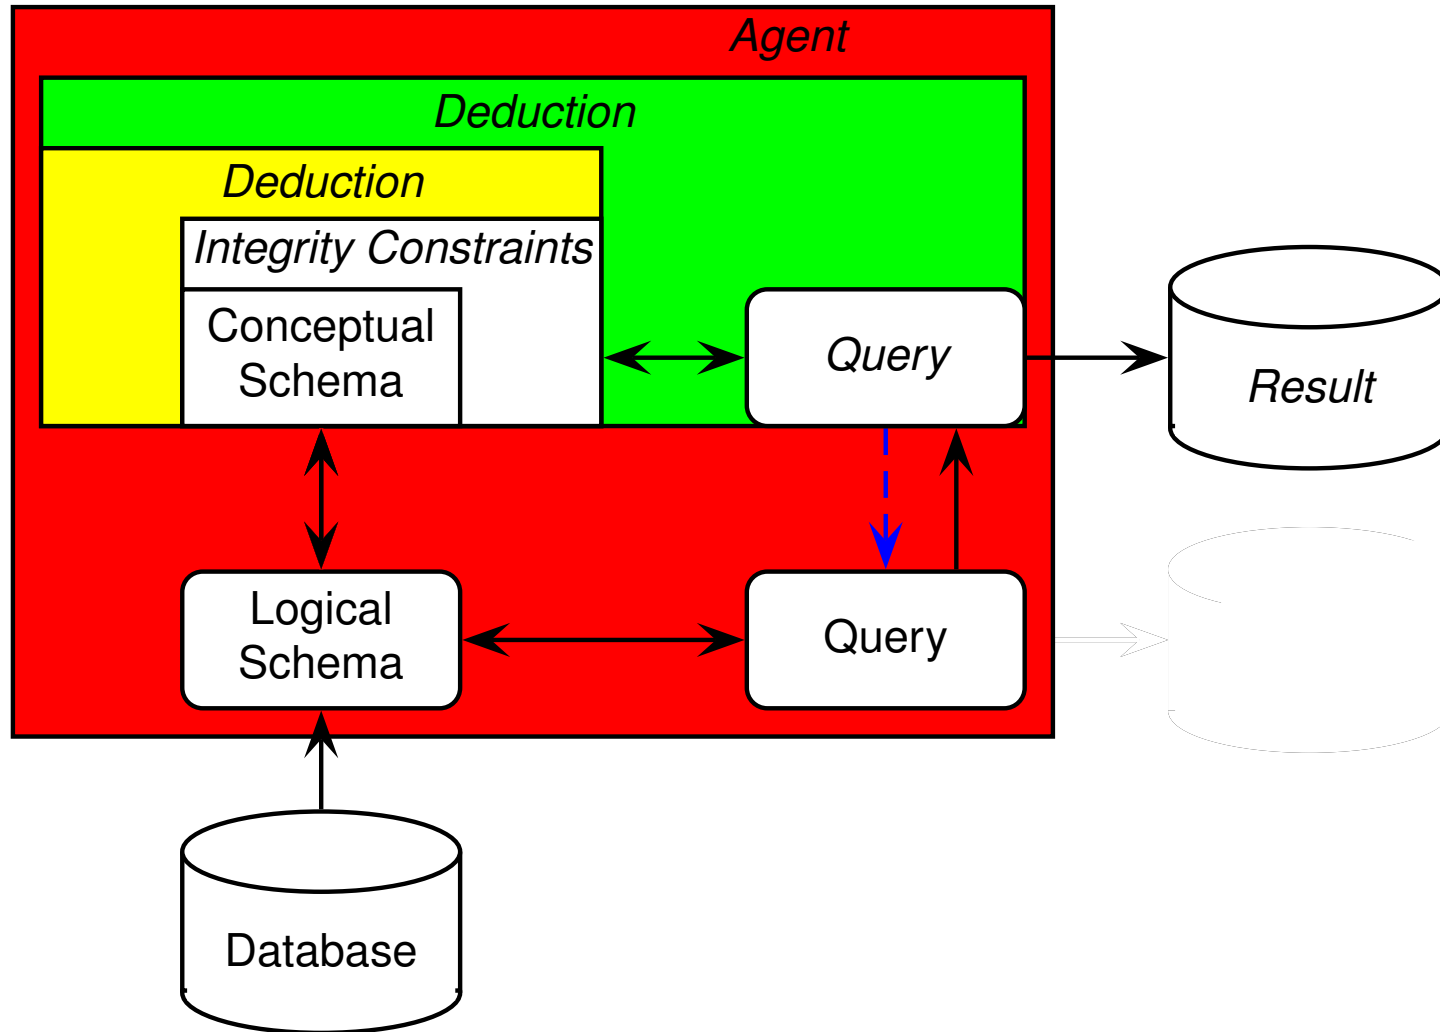 Agent
Deduction
Deduction
Integrity Constraints
Conceptual
Schema
Query
Result
Logical
Schema
Query
Database